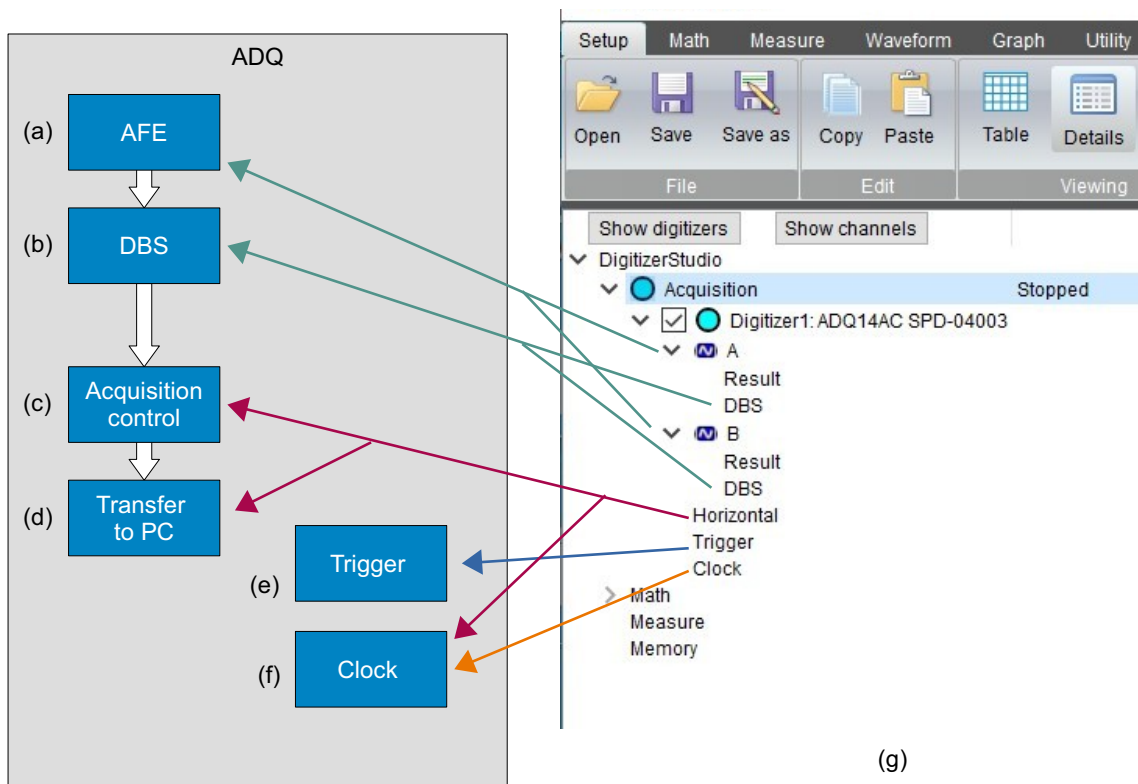 ADQ
(a)
AFE
(b)
DBS
(c)
Acquisition
control
(d)
Transfer
to PC
(e)
Trigger
(f)
Clock
Setup Math Measure Waveform Graph Utility
Open Save Save as Copy Paste Table Details
File Edit Viewing
Show digitizers Show channels
DigitizerStudio
Acquisition Stopped
Digitizer1: ADQ14AC SPD-04003
A
Result
DBS
B
Result
DBS
Horizontal
Trigger
Clock
Math
Measure
Memory
(g)